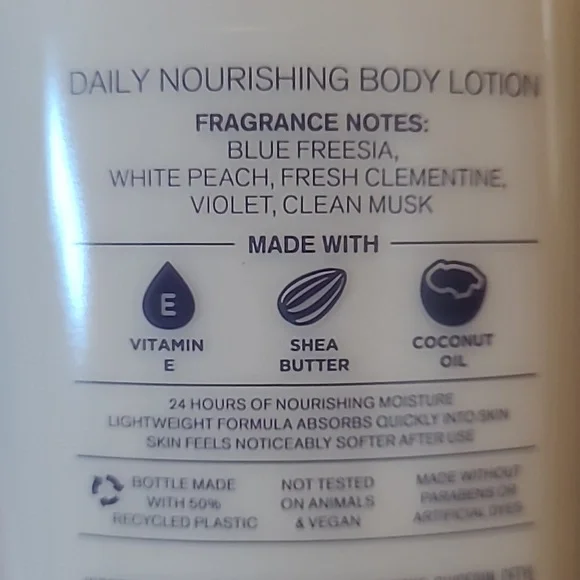 DAILY NOURISHING BODY LOTION
FRAGRANCE NOTES:
BLUE FREESIA,
WHITE PEACH, FRESH CLEMENTINE,
VIOLET, CLEAN MUSK
MADE WITH
E
VITAMIN
E
SHEA
BUTTER
COCONUT
OIL
24 HOURS OF NOURISHING MOISTURE
LIGHTWEIGHT FORMULA ABSORBS QUICKLY INTO SKIN
SKIN FEELS NOTICEABLY SOFTER AFTER USE
BOTTLE MADE
WITH 50%
RECYCLED PLASTIC
NOT TESTED
ON ANIMALS
& VEGAN
MADE WITHOUT
PARABENS OR
ARTIFICIAL DYES